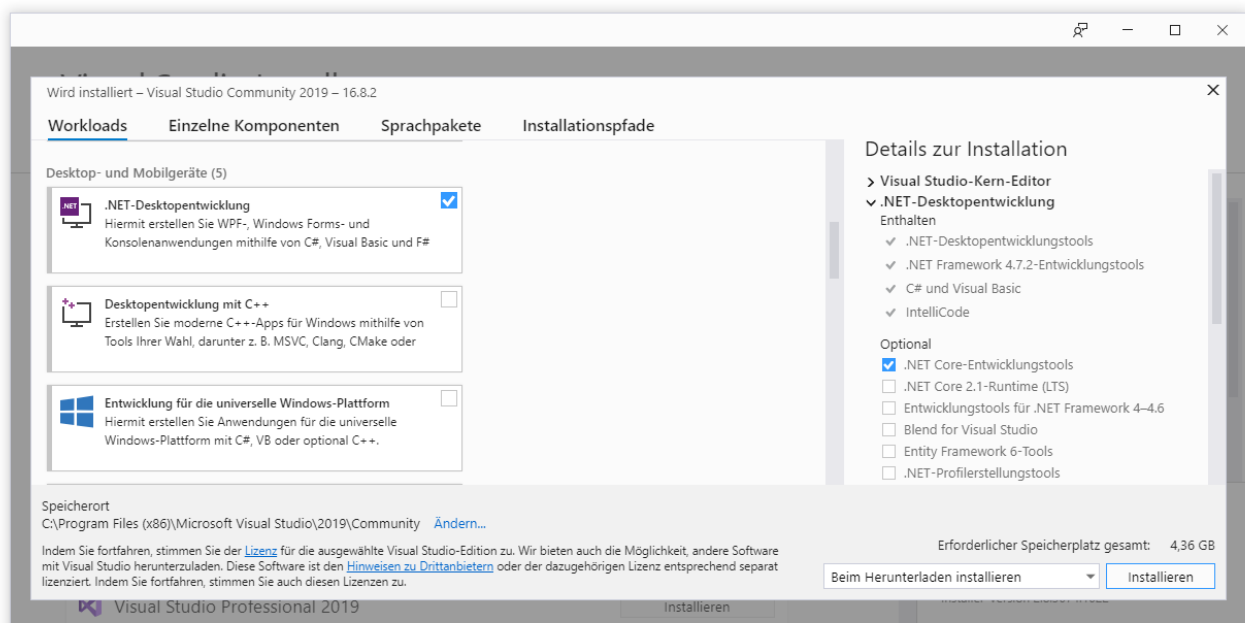 Wird installiert – Visual Studio Community 2019 – 16.8.2
Workloads
Einzelne Komponenten
Sprachpakete
Installationspfade
Desktop- und Mobilgeräte (5)
.NET
.NET-Desktopentwicklung
Hiermit erstellen Sie WPF-, Windows Forms- und
Konsolenanwendungen mithilfe von C#, Visual Basic und F#
Desktopentwicklung mit C++
Erstellen Sie moderne C++-Apps für Windows mithilfe von
Tools Ihrer Wahl, darunter z. B. MSVC, Clang, CMake oder
Entwicklung für die universelle Windows-Plattform
Hiermit erstellen Sie Anwendungen für die universelle
Windows-Plattform mit C#, VB oder optional C++.
Details zur Installation
Visual Studio-Kern-Editor
.NET-Desktopentwicklung
Enthalten
.NET-Desktopentwicklungstools
.NET Framework 4.7.2-Entwicklungstools
C# und Visual Basic
IntelliCode
Optional
.NET Core-Entwicklungstools
.NET Core 2.1-Runtime (LTS)
Entwicklungstools für .NET Framework 4–4.6
Blend for Visual Studio
Entity Framework 6-Tools
.NET-Profilerstellungstools
Speicherort
C:\Program Files (x86)\Microsoft Visual Studio\2019\Community Ändern...
Indem Sie fortfahren, stimmen Sie der Lizenz für die ausgewählte Visual Studio-Edition zu. Wir bieten auch die Möglichkeit, andere Software
mit Visual Studio herunterzuladen. Diese Software ist den Hinweisen zu Drittanbietern oder der dazugehörigen Lizenz entsprechend separat
lizenziert. Indem Sie fortfahren, stimmen Sie auch diesen Lizenzen zu.
Erforderlicher Speicherplatz gesamt: 4,36 GB
Beim Herunterladen installieren
Installieren
Visual Studio Professional 2019
Installieren